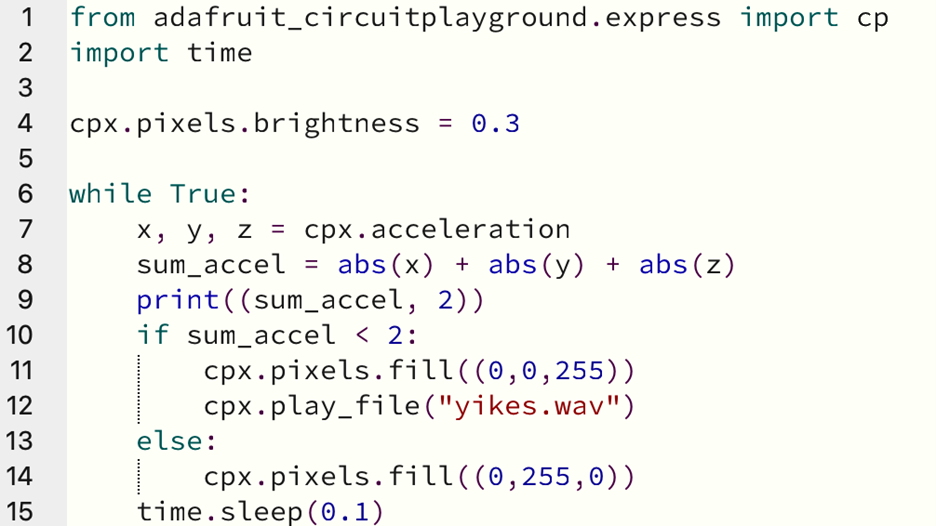 1 from adafruit_circuitplayground.express import cp
2 import time
3
4 cpx.pixels.brightness = 0.3
5
6 while True:
7     x, y, z = cpx.acceleration
8     sum_accel = abs(x) + abs(y) + abs(z)
9     print((sum_accel, 2))
10     if sum_accel < 2:
11         cpx.pixels.fill((0,0,255))
12         cpx.play_file("yikes.wav")
13     else:
14         cpx.pixels.fill((0,255,0))
15     time.sleep(0.1)